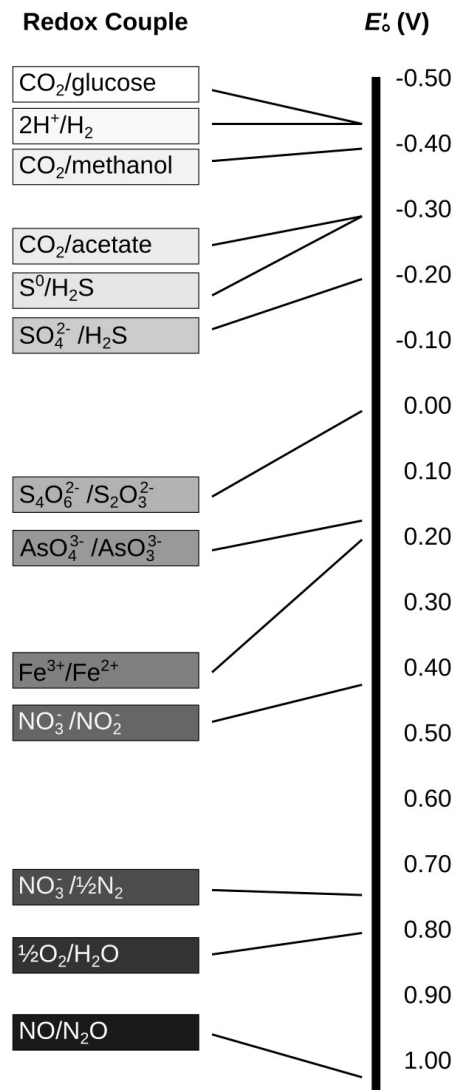 Redox Couple
E′₀ (V)
CO₂/glucose
2H⁺/H₂
CO₂/methanol
CO₂/acetate
S⁰/H₂S
SO₄²⁻ /H₂S
S₄O₆²⁻ /S₂O₃²⁻
AsO₄³⁻ /AsO₃³⁻
Fe³⁺/Fe²⁺
NO₃⁻ /NO₂⁻
NO₃⁻ /½N₂
½O₂/H₂O
NO/N₂O
-0.50
-0.40
-0.30
-0.20
-0.10
0.00
0.10
0.20
0.30
0.40
0.50
0.60
0.70
0.80
0.90
1.00